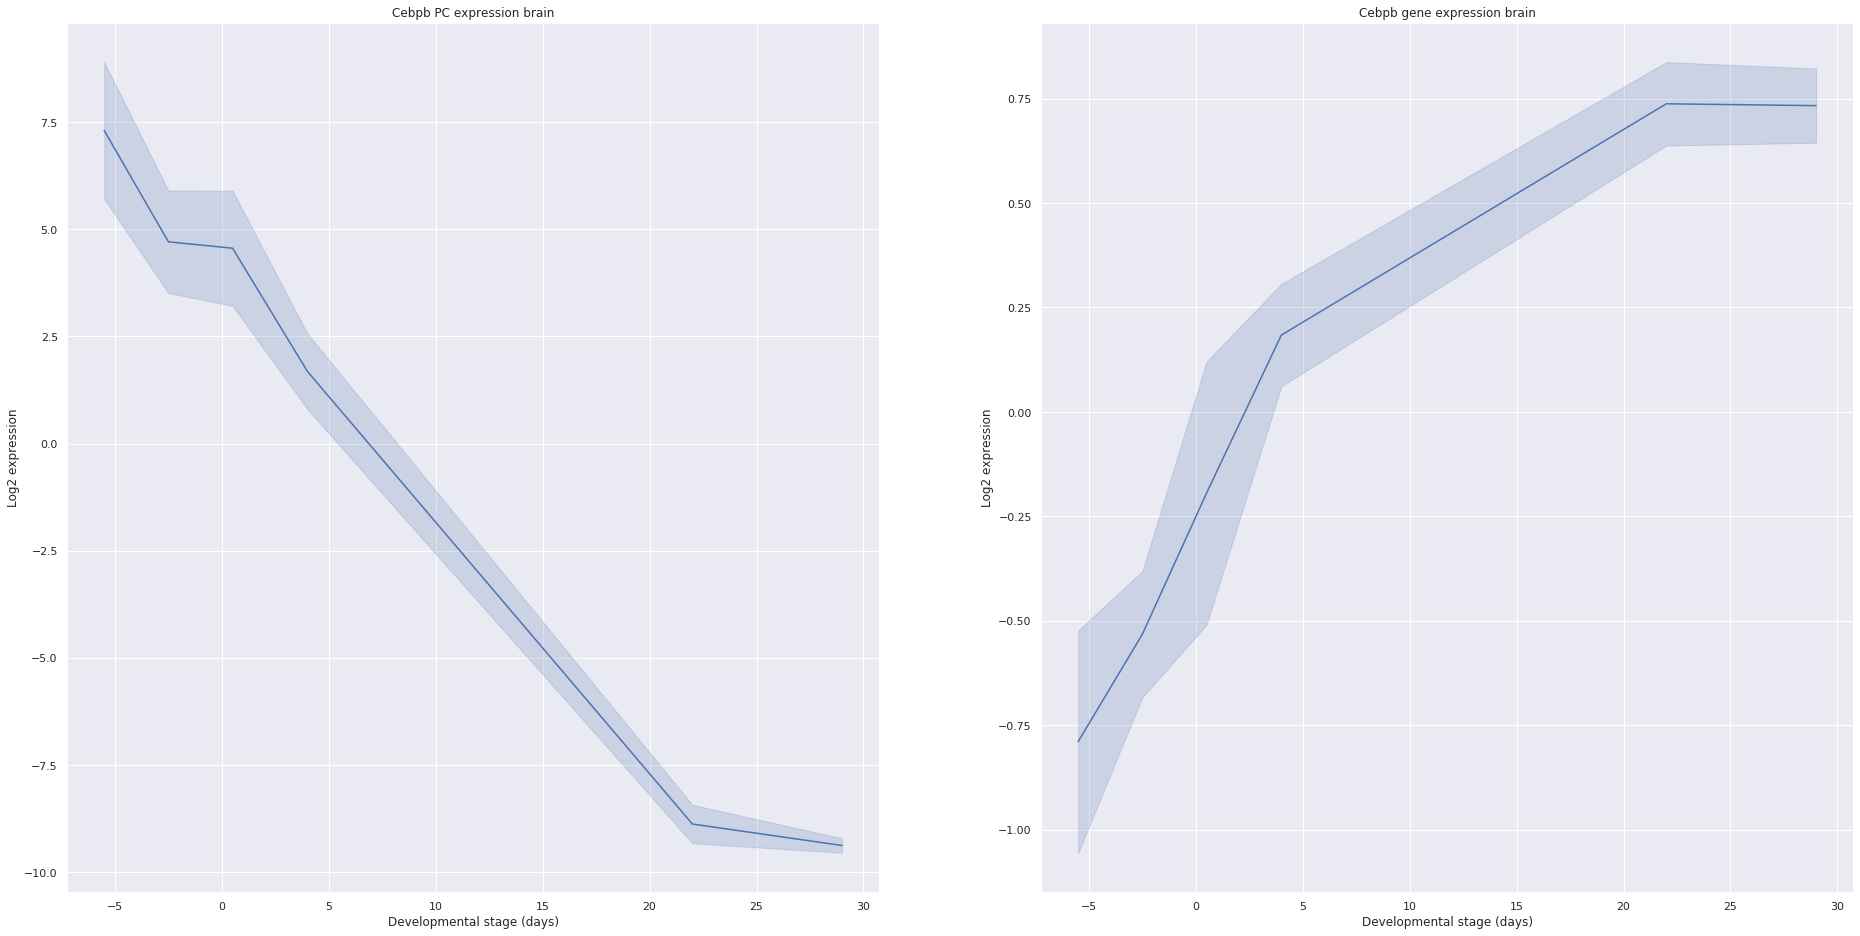 Cebpb PC expression brain
7.5
5.0
2.5
0.0
−2.5
−5.0
−7.5
−10.0
Log2 expression
−5 0 5 10 15 20 25 30
Developmental stage (days)
Cebpb gene expression brain
0.75
0.50
0.25
0.00
−0.25
−0.50
−0.75
−1.00
Log2 expression
−5 0 5 10 15 20 25 30
Developmental stage (days)